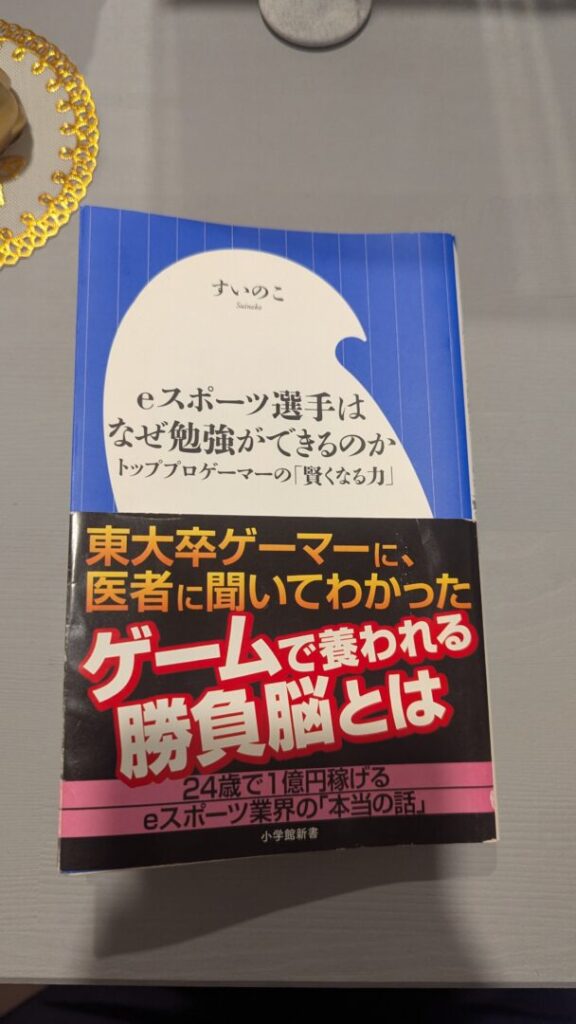 すいのこ
Suinoko
eスポーツ選手は
なぜ勉強ができるのか
トッププロゲーマーの「賢くなる力」
東大卒ゲーマーに、
医者に聞いてわかった
ゲームで養われる
勝負脳とは
24歳で1億円稼げる
eスポーツ業界の「本当の話」
小学館新書